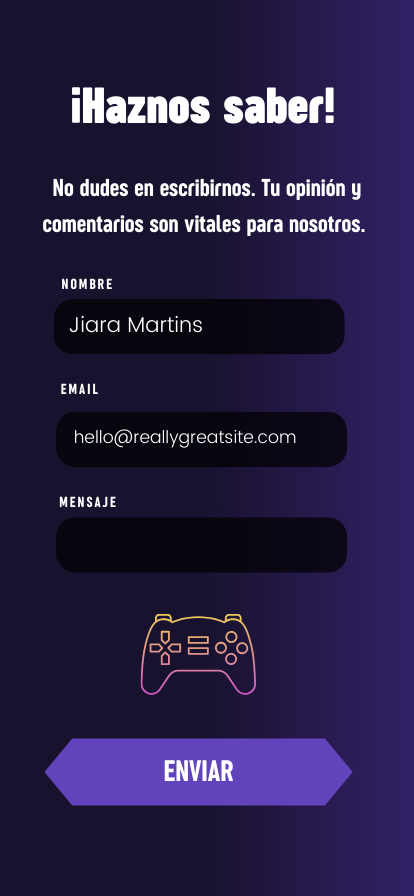 ¡Haznos saber!
No dudes en escribirnos. Tu opinión y
comentarios son vitales para nosotros.
NOMBRE
Jiara Martins
EMAIL
hello@reallygreatsite.com
MENSAJE
ENVIAR